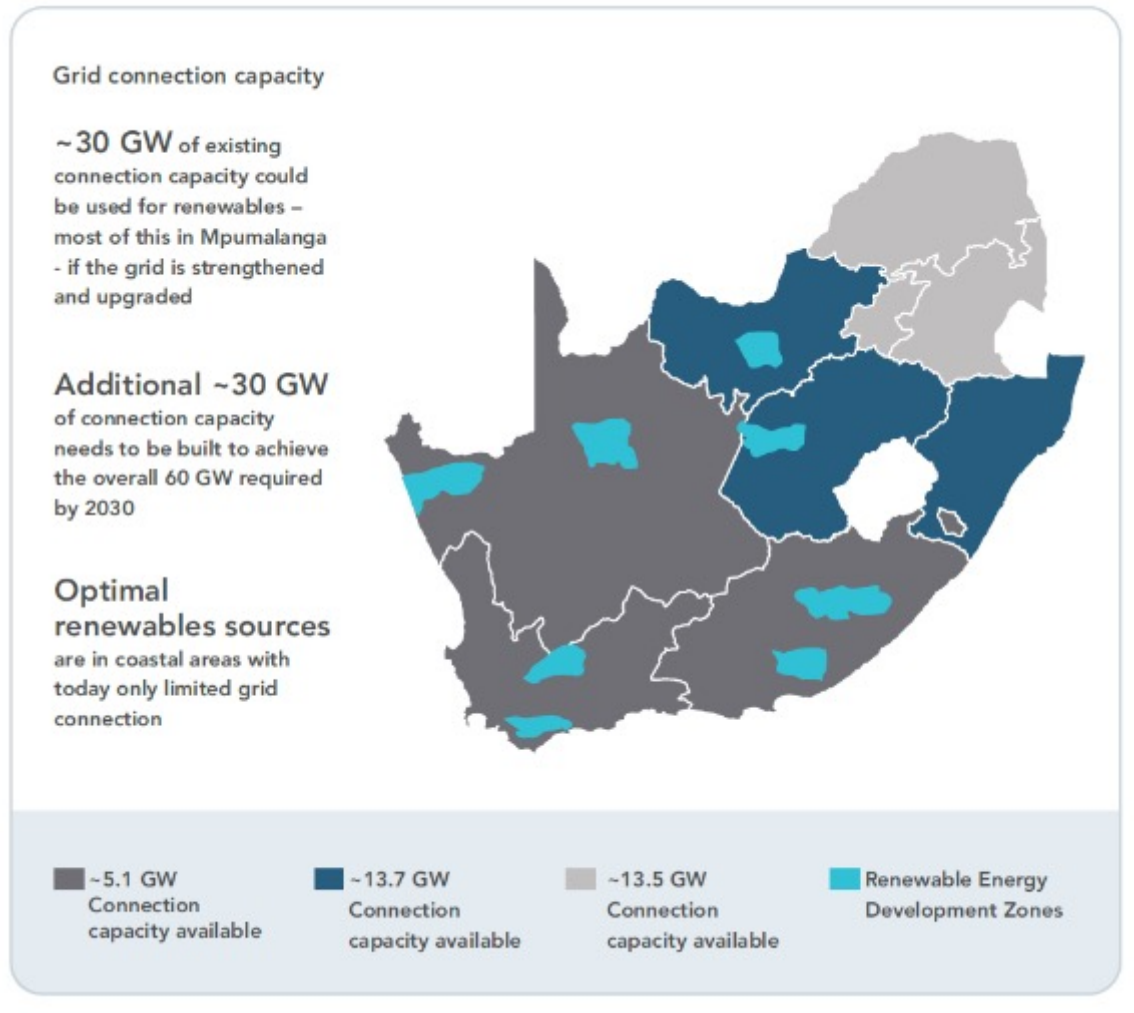 Grid connection capacity
~30 GW of existing
connection capacity could
be used for renewables –
most of this in Mpumalanga
- if the grid is strengthened
and upgraded
Additional ~30 GW
of connection capacity
needs to be built to achieve
the overall 60 GW required
by 2030
Optimal
renewables sources
are in coastal areas with
today only limited grid
connection
~5.1 GW
Connection
capacity available
~13.7 GW
Connection
capacity available
~13.5 GW
Connection
capacity available
Renewable Energy
Development Zones